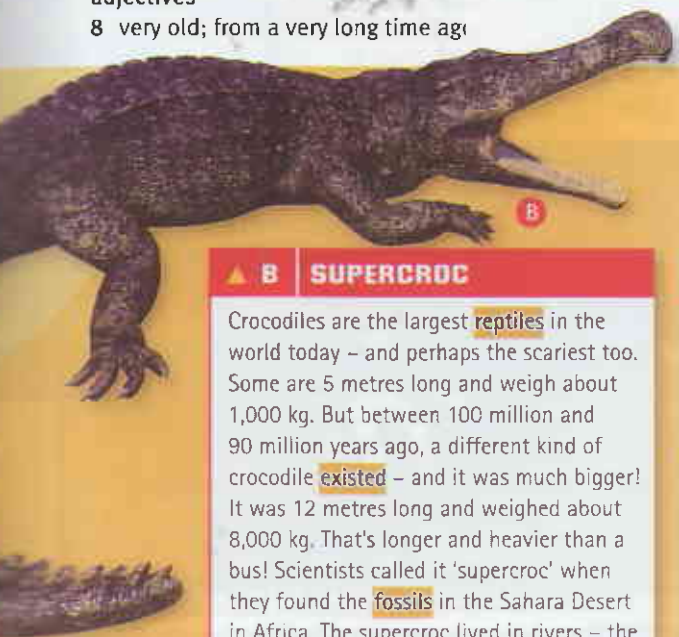 adjectives
8 very old; from a very long time ago
B
▲ B SUPERCROC
Crocodiles are the largest reptiles in the
world today – and perhaps the scariest too.
Some are 5 metres long and weigh about
1,000 kg. But between 100 million and
90 million years ago, a different kind of
crocodile existed – and it was much bigger!
It was 12 metres long and weighed about
8,000 kg. That's longer and heavier than a
bus! Scientists called it 'supercroc' when
they found the fossils in the Sahara Desert
in Africa. The supercroc lived in rivers – the